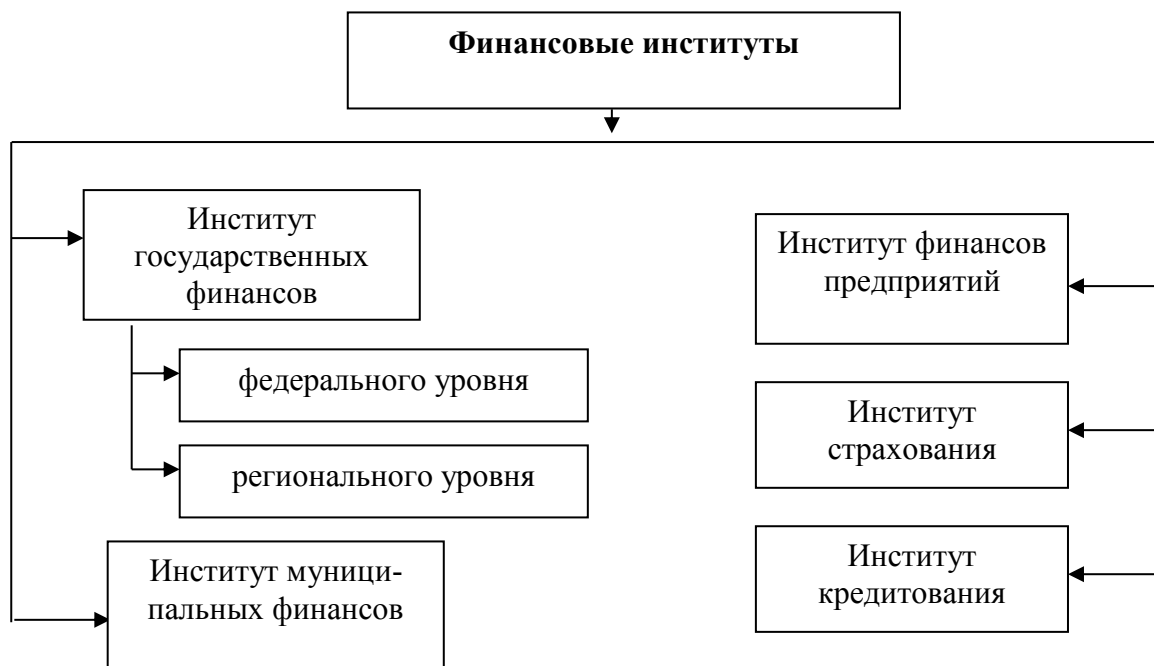 Финансовые институты
Институт
государственных
финансов
федерального уровня
регионального уровня
Институт муници-
пальных финансов
Институт финансов
предприятий
Институт
страхования
Институт
кредитования